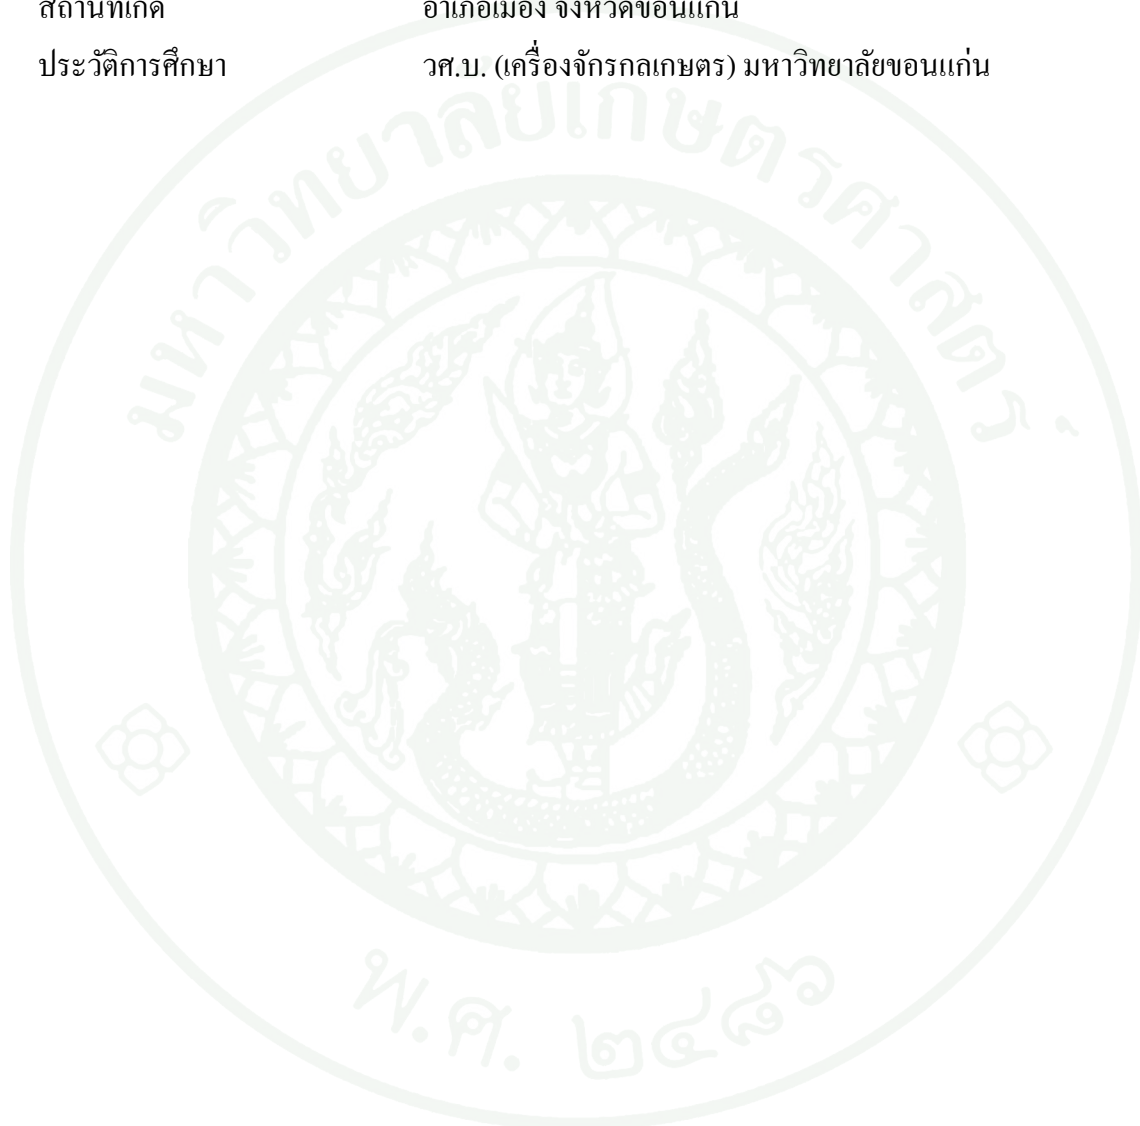 สถานที่เกิด อำเภอเมือง จังหวัดขอนแก่น
ประวัติการศึกษา วศ.บ. (เครื่องจักรกลเกษตร) มหาวิทยาลัยขอนแก่น
มหาวิทยาลัยเกษตรศาสตร์
พ.ศ. ๒๔๘๖